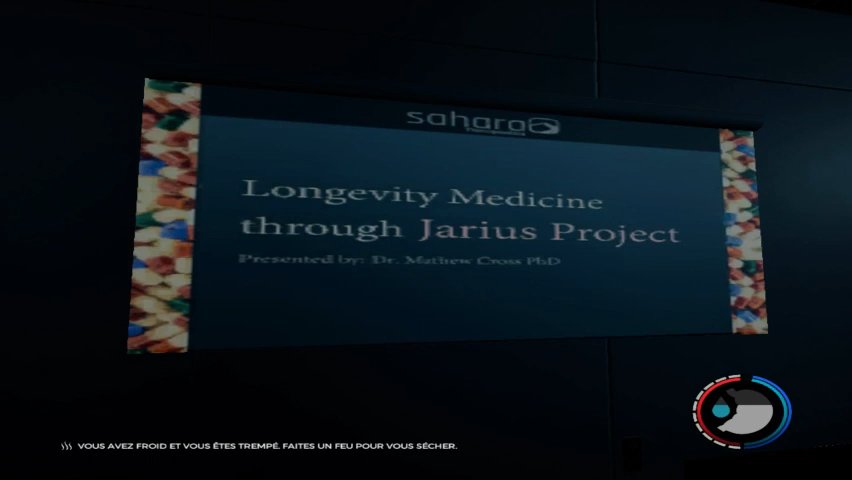 sahara
Therapeutics
Longevity Medicine
through Jarius Project
Presented by: Dr. Mathew Cross PhD
VOUS AVEZ FROID ET VOUS ÊTES TREMPÉ. FAITES UN FEU POUR VOUS SÉCHER.